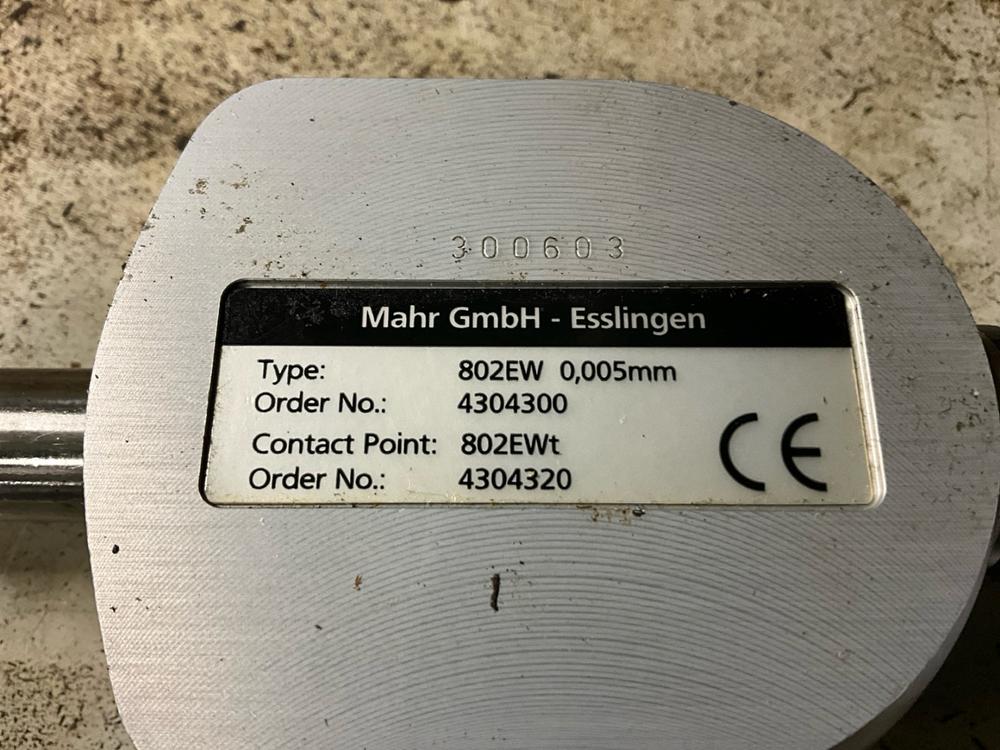 300603
Mahr GmbH - Esslingen
Type: 802EW 0,005mm
Order No.: 4304300
Contact Point: 802EWt
Order No.: 4304320
CE